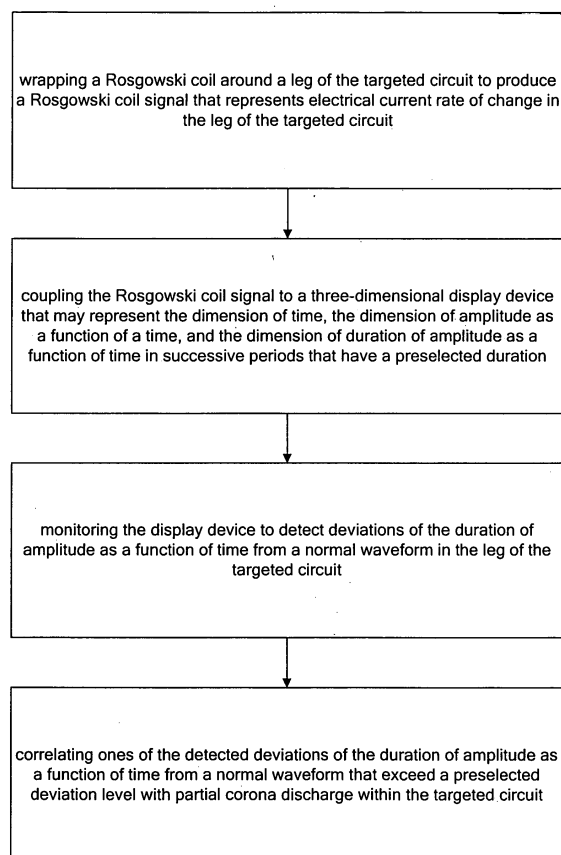 wrapping a Rosgowski coil around a leg of the targeted circuit to produce
a Rosgowski coil signal that represents electrical current rate of change in
the leg of the targeted circuit
coupling the Rosgowski coil signal to a three-dimensional display device
that may represent the dimension of time, the dimension of amplitude as
a function of a time, and the dimension of duration of amplitude as a
function of time in successive periods that have a preselected duration
monitoring the display device to detect deviations of the duration of
amplitude as a function of time from a normal waveform in the leg of the
targeted circuit
correlating ones of the detected deviations of the duration of amplitude as
a function of time from a normal waveform that exceed a preselected
deviation level with partial corona discharge within the targeted circuit